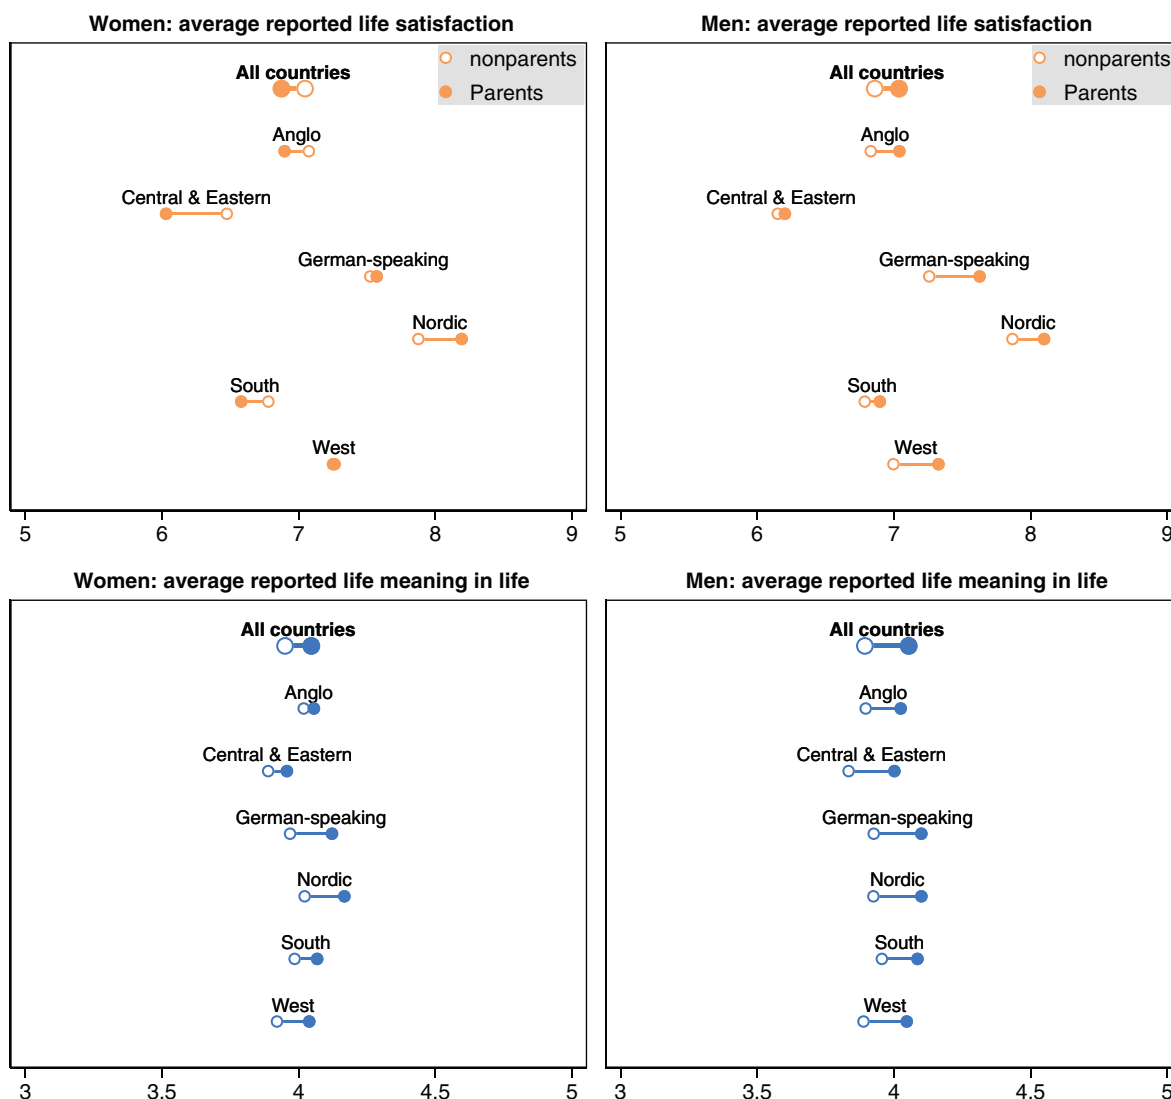 Women: average reported life satisfaction
nonparents
Parents
All countries
Anglo
Central & Eastern
German-speaking
Nordic
South
West
5 6 7 8 9
Men: average reported life satisfaction
nonparents
Parents
All countries
Anglo
Central & Eastern
German-speaking
Nordic
South
West
5 6 7 8 9
Women: average reported life meaning in life
All countries
Anglo
Central & Eastern
German-speaking
Nordic
South
West
3 3.5 4 4.5 5
Men: average reported life meaning in life
All countries
Anglo
Central & Eastern
German-speaking
Nordic
South
West
3 3.5 4 4.5 5